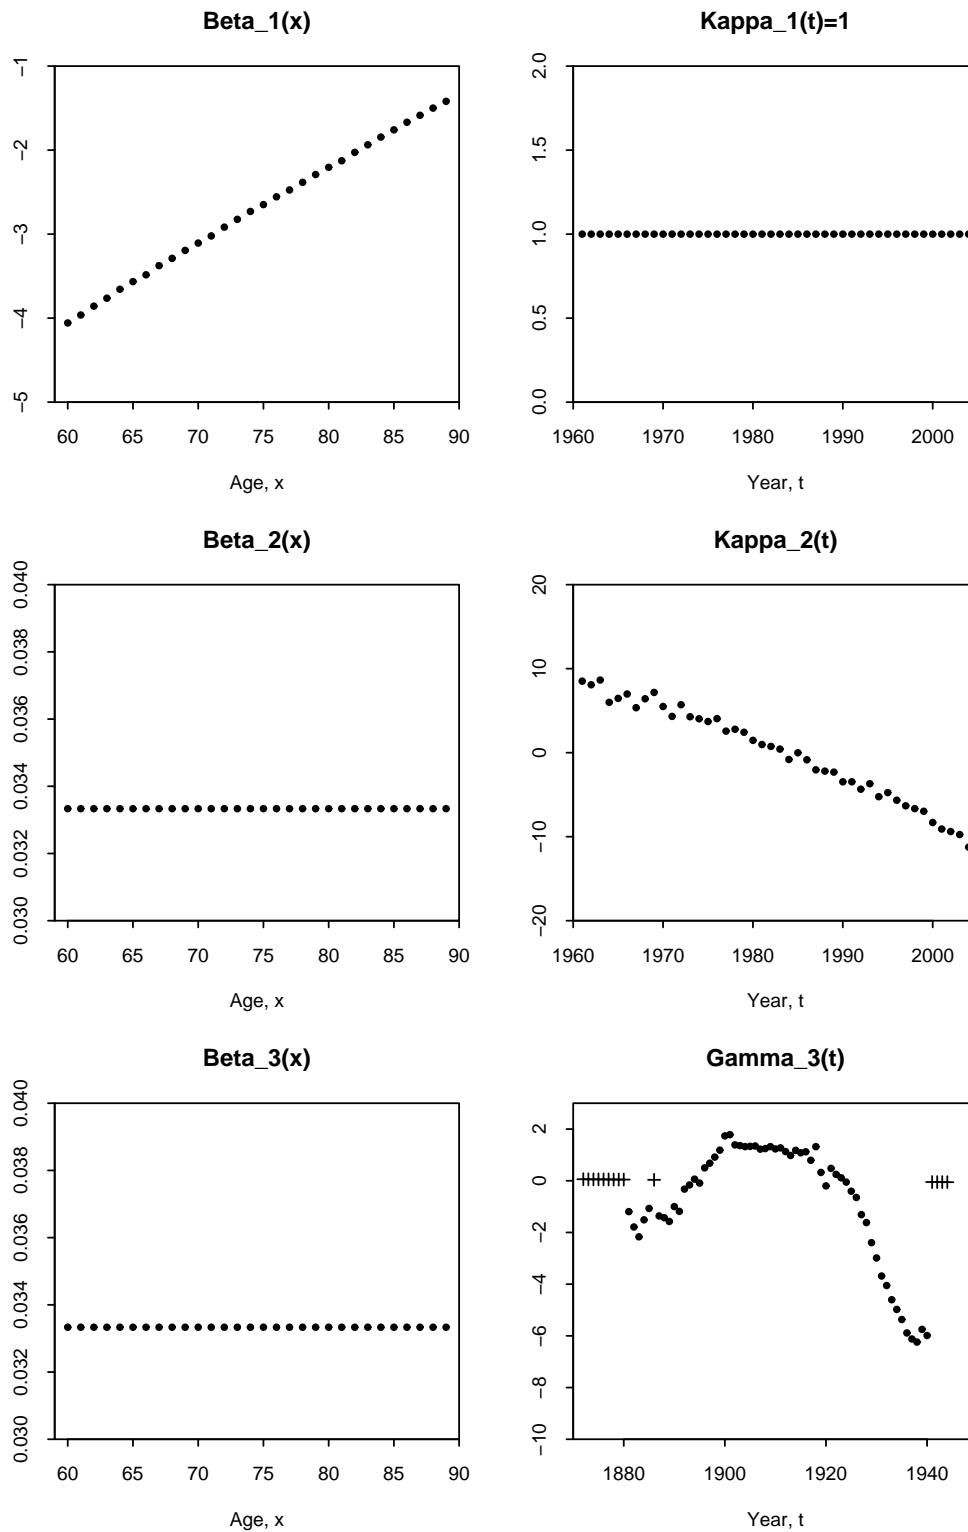 Beta_1(x)
−1
−2
−3
−4
−5
60 65 70 75 80 85 90
Age, x
Kappa_1(t)=1
2.0
1.5
1.0
0.5
0.0
1960 1970 1980 1990 2000
Year, t
Beta_2(x)
0.040
0.038
0.036
0.034
0.032
0.030
60 65 70 75 80 85 90
Age, x
Kappa_2(t)
20
10
0
−10
−20
1960 1970 1980 1990 2000
Year, t
Beta_3(x)
0.040
0.038
0.036
0.034
0.032
0.030
60 65 70 75 80 85 90
Age, x
Gamma_3(t)
2
0
−2
−4
−6
−8
−10
1880 1900 1920 1940
Year, t